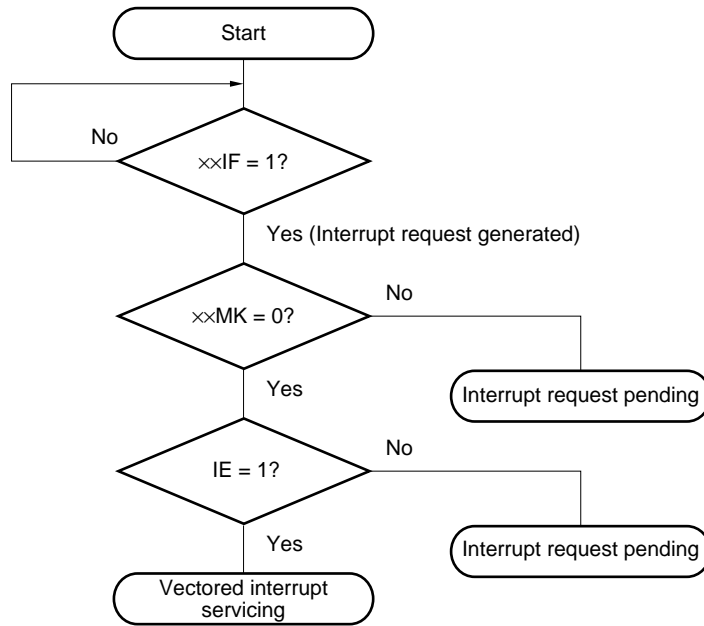 Start
No
××IF = 1?
Yes (Interrupt request generated)
No
××MK = 0?
Interrupt request pending
Yes
No
IE = 1?
Interrupt request pending
Yes
Vectored interrupt
servicing